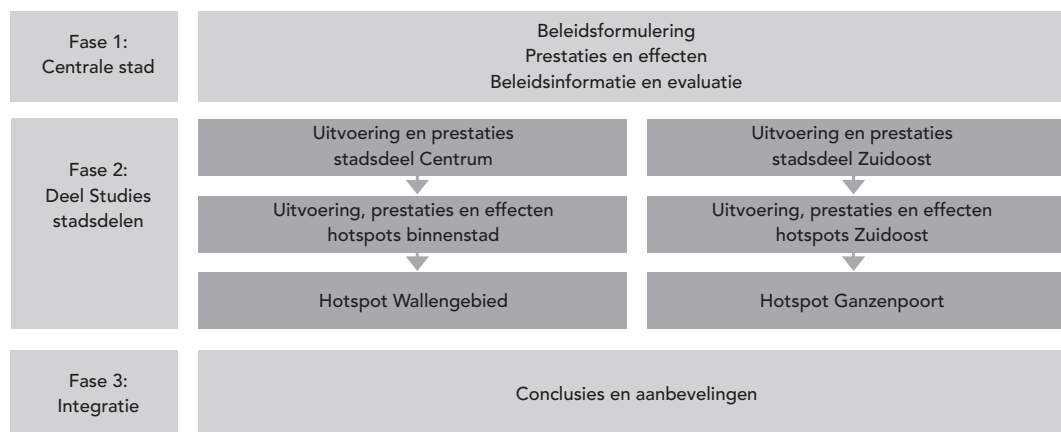 Fase 1:
Centrale stad
Beleidsformulering
Prestaties en effecten
Beleidsinformatie en evaluatie
Fase 2:
Deel Studies
stadsdelen
Uitvoering en prestaties
stadsdeel Centrum
Uitvoering, prestaties en effecten
hotspots binnenstad
Hotspot Wallengebied
Uitvoering en prestaties
stadsdeel Zuidoost
Uitvoering, prestaties en effecten
hotspots Zuidoost
Hotspot Ganzenpoort
Fase 3:
Integratie
Conclusies en aanbevelingen